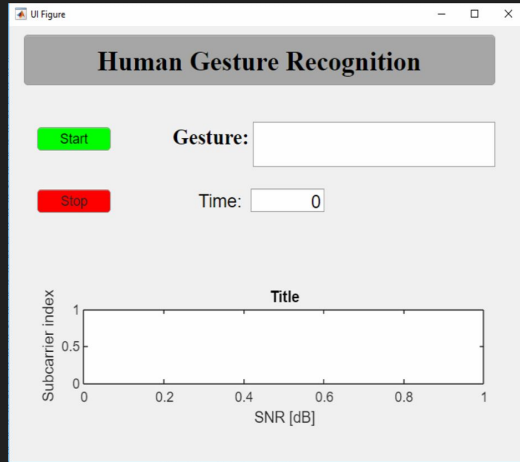 UI Figure
Human Gesture Recognition
Start
Gesture:
Stop
Time: 0
Title
Subcarrier index
1
0.5
0
0 0.2 0.4 0.6 0.8 1
SNR [dB]